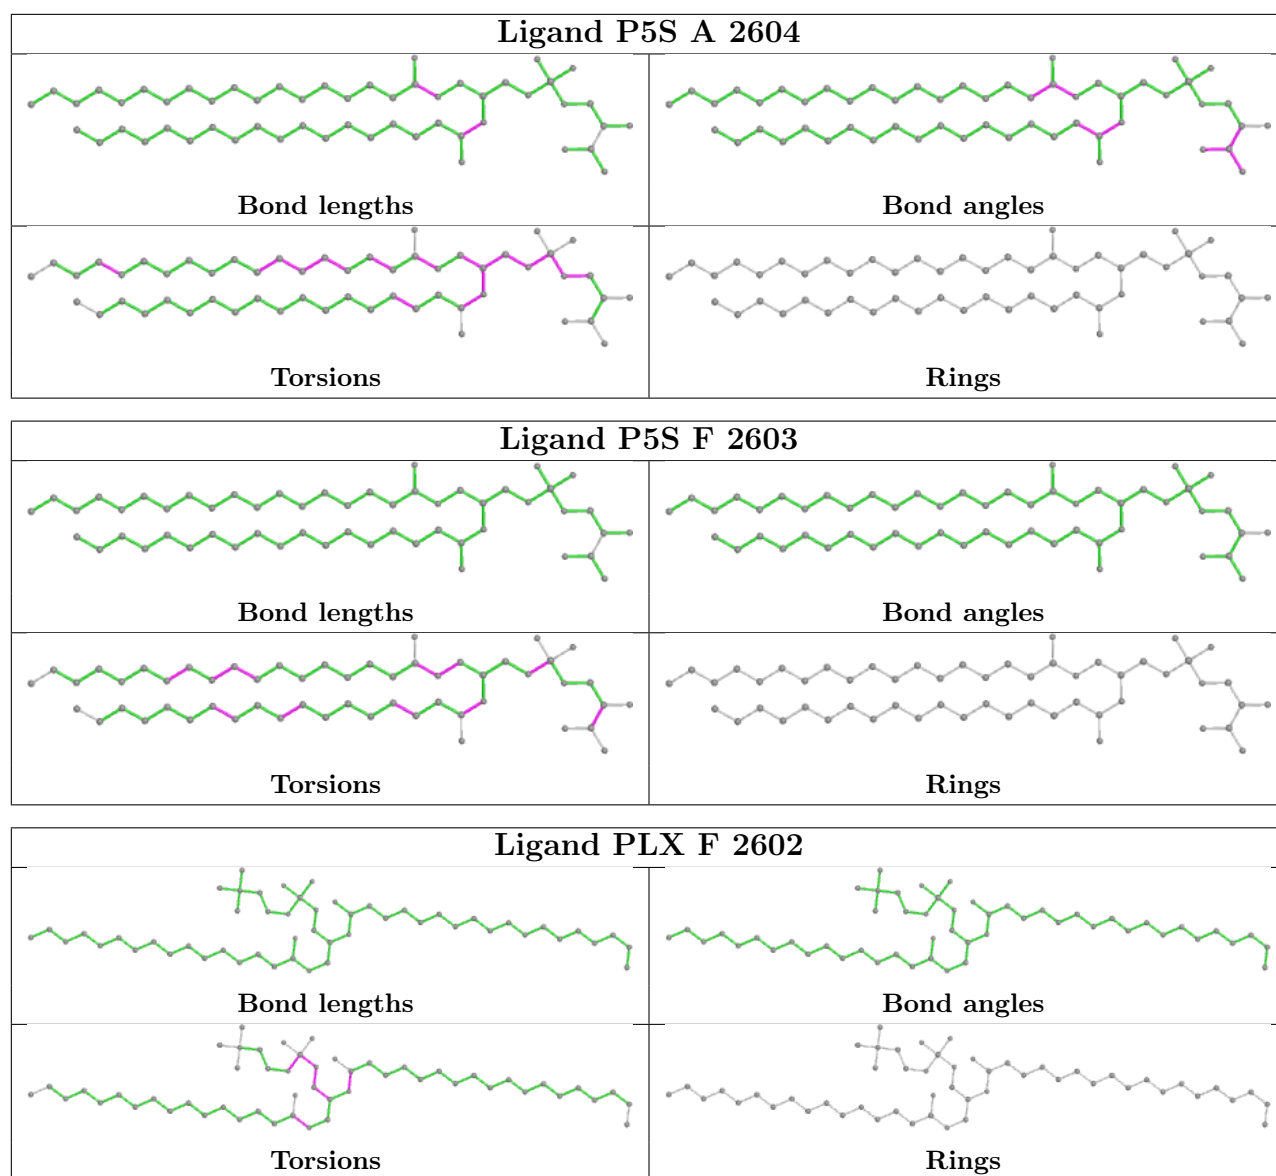 Ligand P5S A 2604
Bond lengths
Bond angles
Torsions
Rings
Ligand P5S F 2603
Bond lengths
Bond angles
Torsions
Rings
Ligand PLX F 2602
Bond lengths
Bond angles
Torsions
Rings